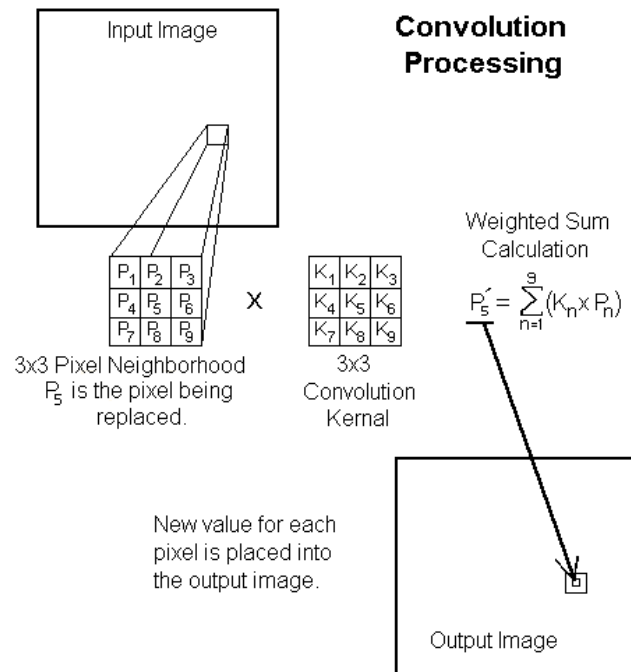 Input Image
Convolution
Processing
Weighted Sum
Calculation
P₁ P₂ P₃
P₄ P₅ P₆
P₇ P₈ P₉
X
K₁ K₂ K₃
K₄ K₅ K₆
K₇ K₈ K₉
9
P₅′ = Σ(Kₙ x Pₙ)
n=1
3x3 Pixel Neighborhood
P₅ is the pixel being
replaced.
3x3
Convolution
Kernal
New value for each
pixel is placed into
the output image.
Output Image